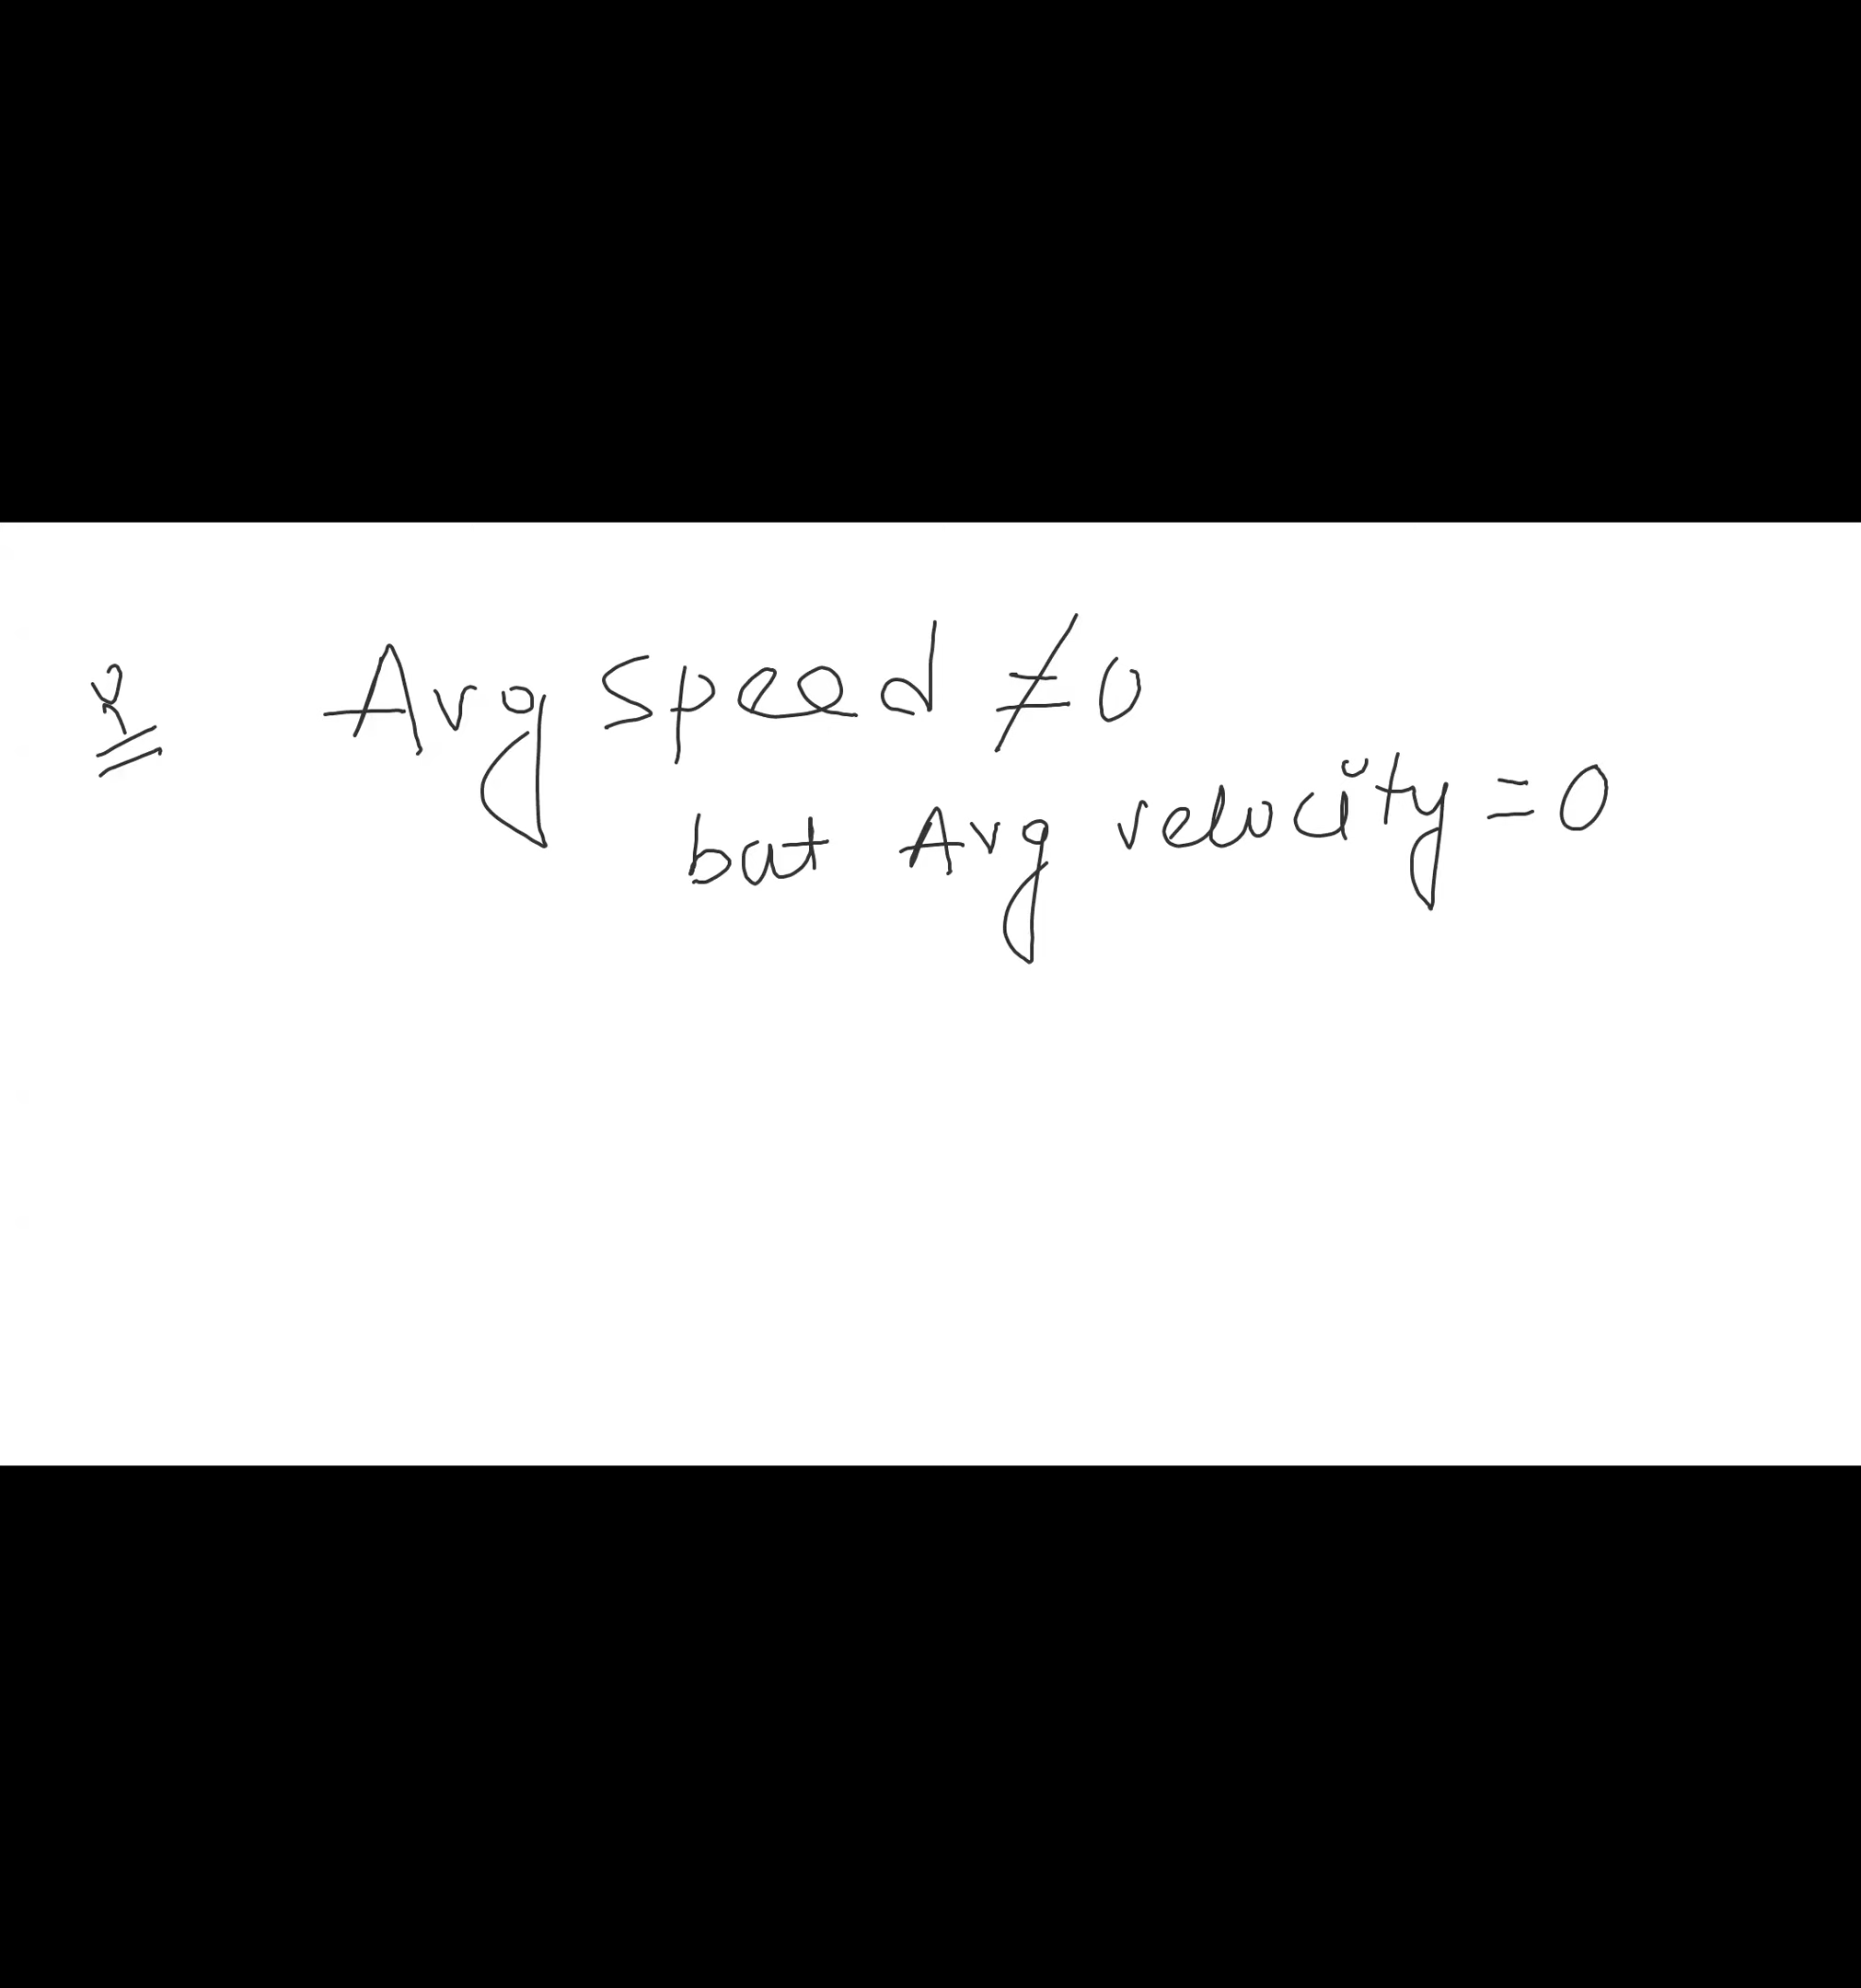 Avg speed ≠ 0
but Avg velocity = 0